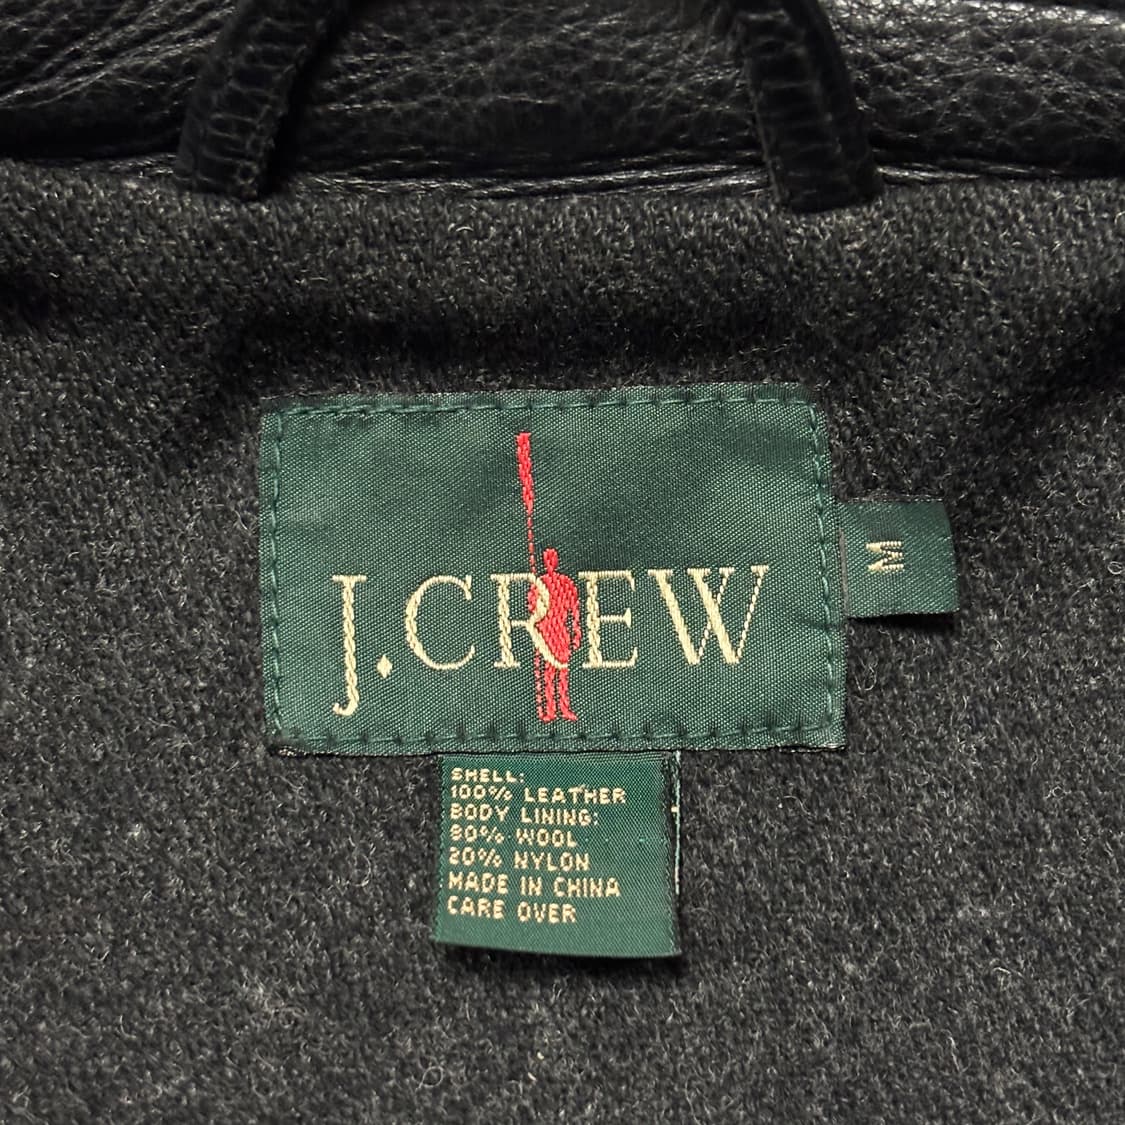 J.CREW
M
SHELL:
100% LEATHER
BODY LINING:
80% WOOL
20% NYLON
MADE IN CHINA
CARE OVER